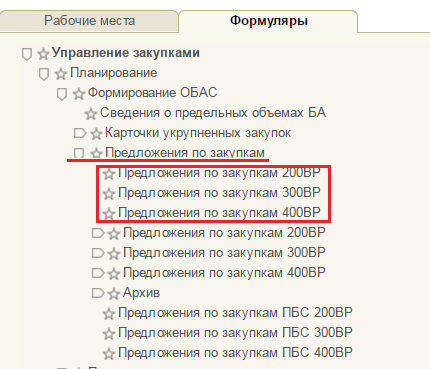 Рабочие места Формуляры
Управление закупками
Планирование
Формирование ОБАС
Сведения о предельных объемах БА
Карточки укрупненных закупок
Предложения по закупкам
Предложения по закупкам 200ВР
Предложения по закупкам 300ВР
Предложения по закупкам 400ВР
Предложения по закупкам 200ВР
Предложения по закупкам 300ВР
Предложения по закупкам 400ВР
Архив
Предложения по закупкам ПБС 200ВР
Предложения по закупкам ПБС 300ВР
Предложения по закупкам ПБС 400ВР